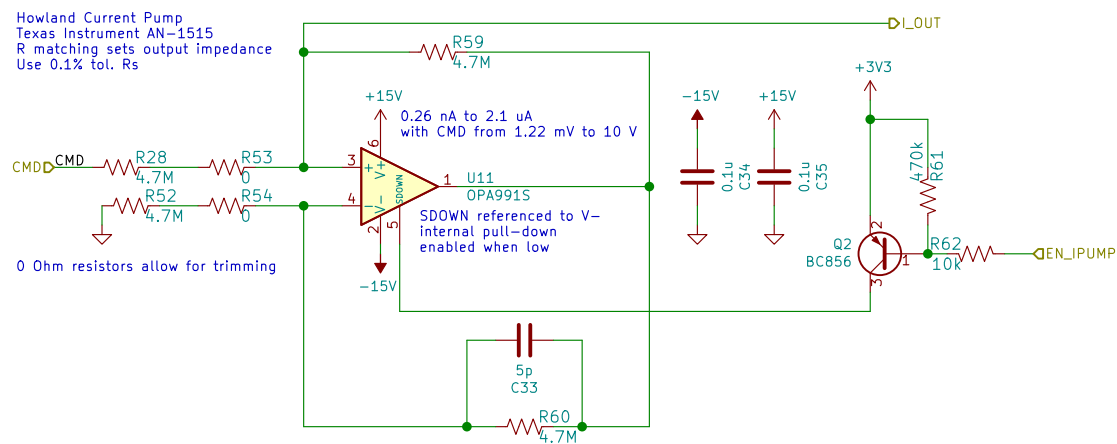 Howland Current Pump
Texas Instrument AN-1515
R matching sets output impedance
Use 0.1% tol. Rs
I_OUT
R59
4.7M
+3V3
+15V
0.26 nA to 2.1 uA
with CMD from 1.22 mV to 10 V
-15V
+15V
CMD
CMD
R28
4.7M
R53
0
3
+
6
V+
1
U11
OPA991S
0.1u
C34
0.1u
C35
470k
R61
R52
4.7M
R54
0
4
-
V-
2
SDOWN
5
SDOWN referenced to V-
internal pull-down
enabled when low
0 Ohm resistors allow for trimming
-15V
Q2
BC856
2
1
3
R62
10k
EN_IPUMP
5p
C33
R60
4.7M